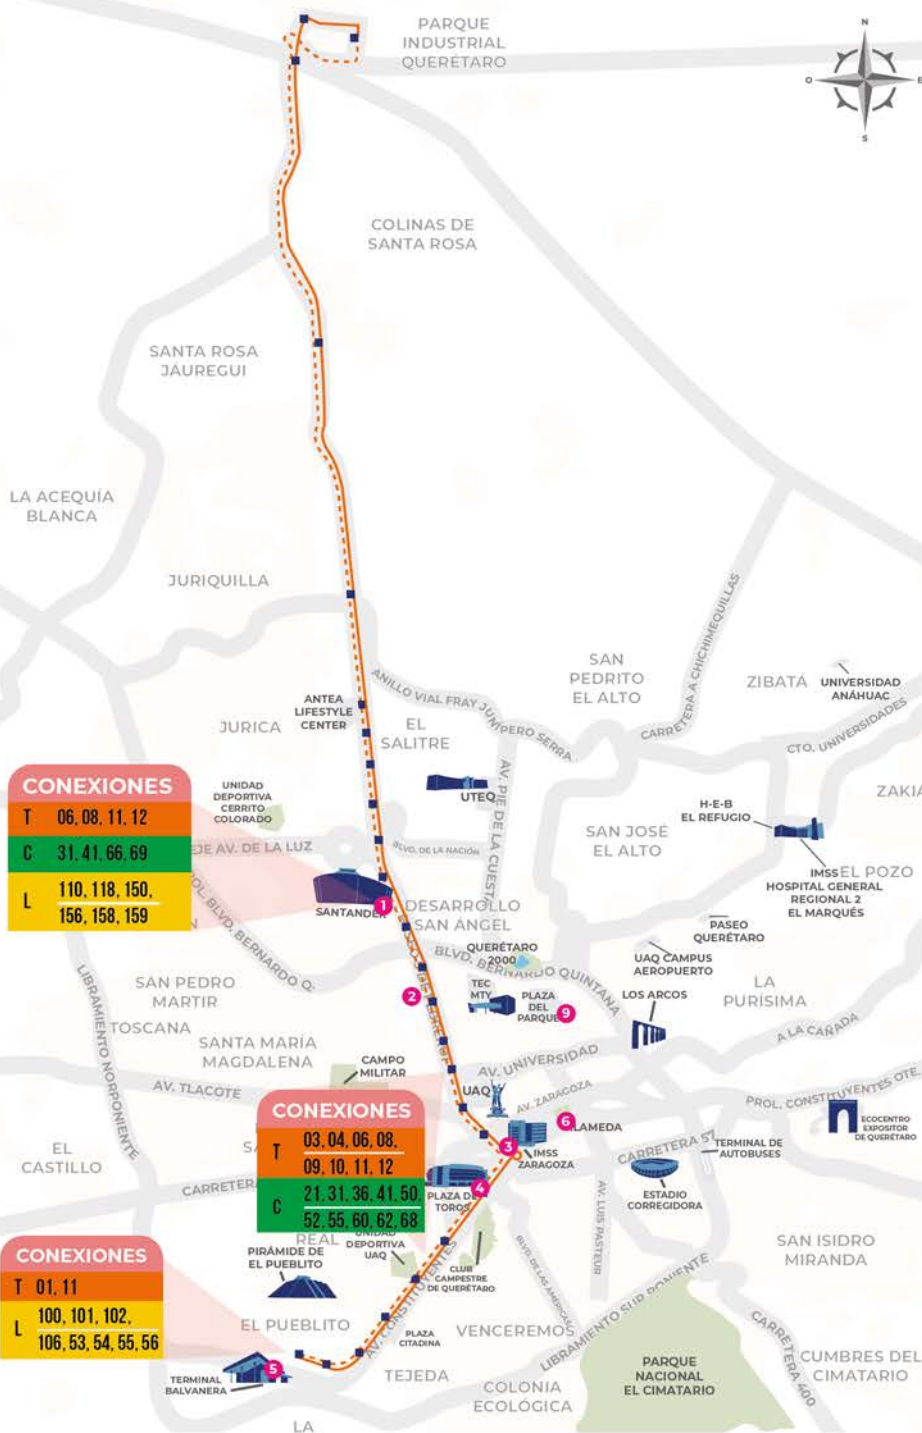 N
O
E
S
PARQUE
INDUSTRIAL
QUERÉTARO
COLINAS DE
SANTA ROSA
SANTA ROSA
JÁUREGUI
LA ACEQUÍA
BLANCA
JURIQUILLA
CARRETERA A CHICHIMEQUILLAS
SAN
PEDRITO
EL ALTO
ZIBATÁ
UNIVERSIDAD
ANÁHUAC
ANILLO VIAL FRAY JUNÍPERO SERRA
CTO. UNIVERSIDADES
ANTEA
LIFESTYLE
CENTER
JURICA
EL
SALITRE
AV. PIE DE LA CUESTA
UTEQ
CONEXIONES
T 06, 08, 11, 12
C 31, 41, 66, 69
L 110, 118, 150,
156, 158, 159
UNIDAD
DEPORTIVA
CERRITO
COLORADO
EJE AV. DE LA LUZ
BLVD. DE LA NACIÓN
H-E-B
EL REFUGIO
SAN JOSÉ
EL ALTO
ZAKIA
IMSS
HOSPITAL GENERAL
REGIONAL 2
EL MARQUÉS
EL POZO
SANTANDER
1
DESARROLLO
SAN ÁNGEL
BLVD. BERNARDO Q.
BLVD. BERNARDO QUINTANA
QUERÉTARO
2000
PASEO
QUERÉTARO
UAQ CAMPUS
AEROPUERTO
LOS ARCOS
LA
PURÍSIMA
SAN PEDRO
MARTIR
2
TEC
MTY
PLAZA
DEL
PARQUE
9
LIBRAMIENTO NORPONIENTE
TOSCANA
SANTA MARÍA
MAGDALENA
A LA CAÑADA
CAMPO
MILITAR
AV. UNIVERSIDAD
AV. TLACOTE
UAQ
AV. ZARAGOZA
PROL. CONSTITUYENTES OTE.
CONEXIONES
T 03, 04, 06, 08,
09, 10, 11, 12
C 21, 31, 36, 41, 50,
52, 55, 60, 62, 68
6
ALAMEDA
ECOCENTRO
EXPOSITOR
DE QUERÉTARO
EL
CASTILLO
3
IMSS
ZARAGOZA
CARRETERA 57
TERMINAL DE
AUTOBUSES
CARRETERA
PLAZA DE
TOROS
4
AV. LUIS PASTEUR
ESTADIO
CORREGIDORA
REAL
UNIDAD
DEPORTIVA
UAQ
SAN ISIDRO
MIRANDA
CONEXIONES
T 01, 11
L 100, 101, 102,
106, 53, 54, 55, 56
PIRÁMIDE DE
EL PUEBLITO
CLUB
CAMPESTRE
DE QUERÉTARO
BLVD. DE LAS AMÉRICAS
AV. CONSTITUYENTES
LIBRAMIENTO SUR PONIENTE
EL PUEBLITO
PLAZA
CITADINA
VENCEREMOS
CARRETERA 400
TERMINAL
BALVANERA
5
TEJEDA
COLONIA
ECOLÓGICA
PARQUE
NACIONAL
EL CIMATARIO
CUMBRES DEL
CIMATARIO
LA